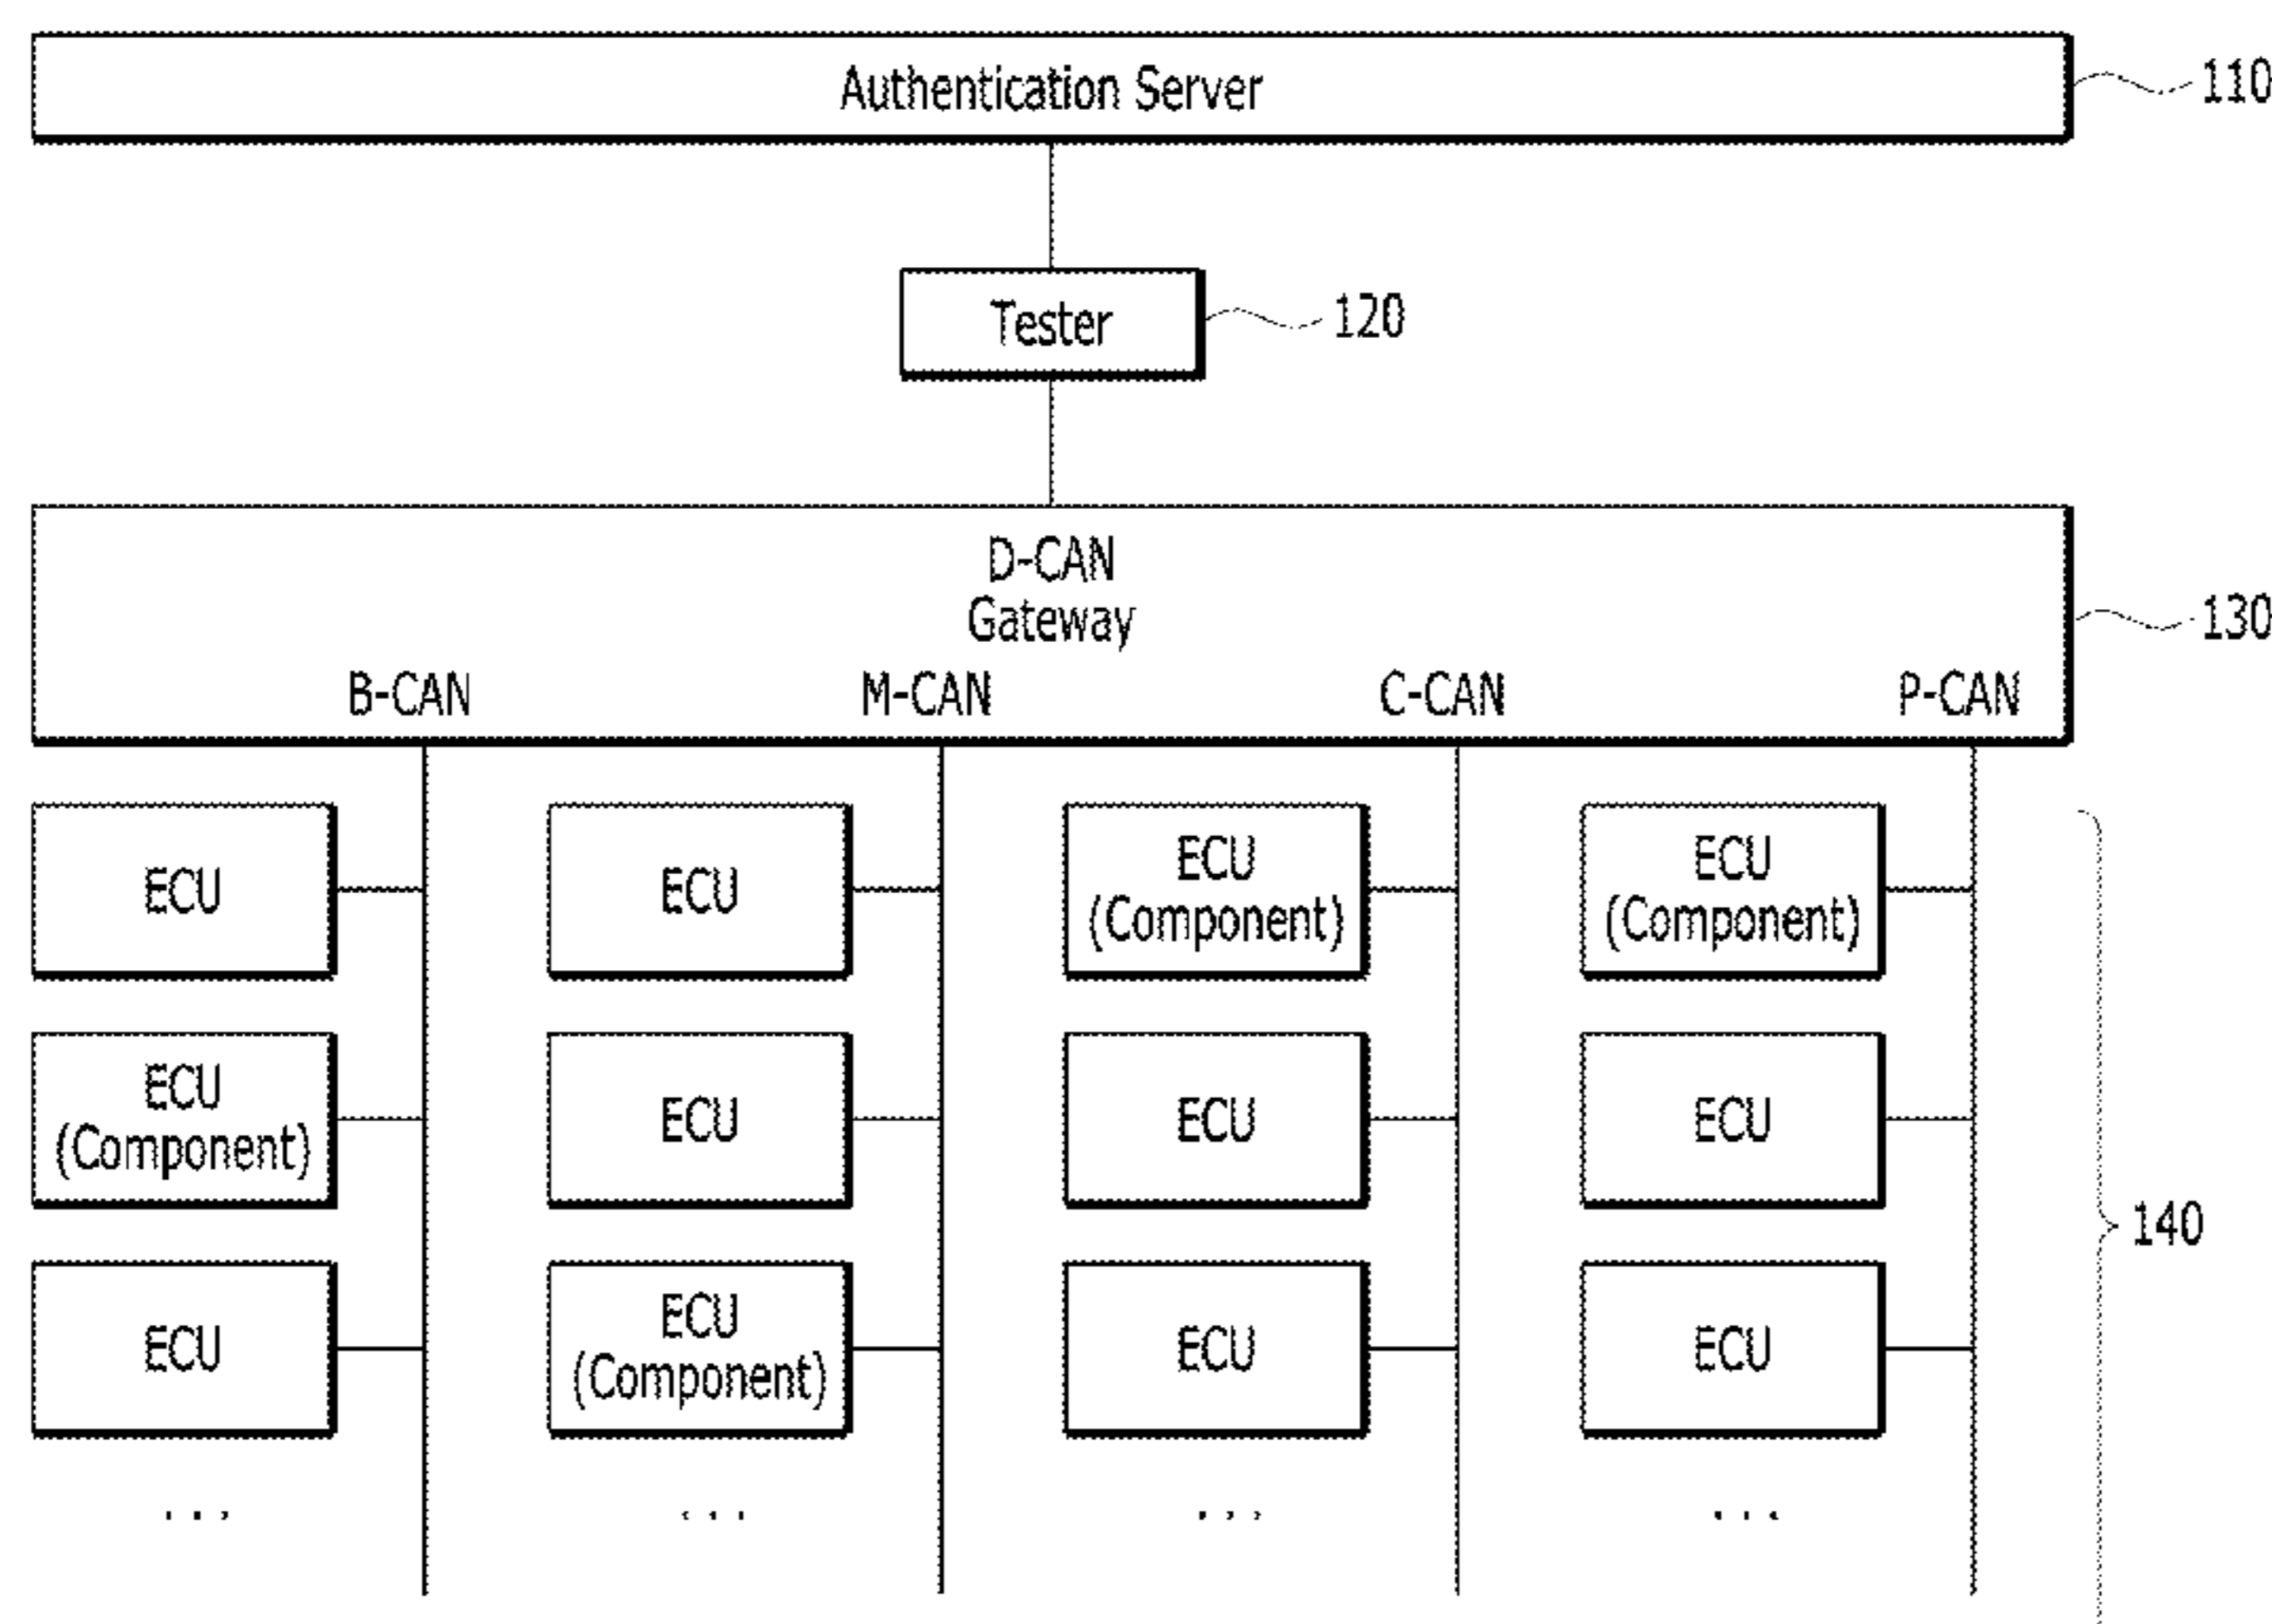 Authentication Server
110
Tester
120
D-CAN
Gateway
130
B-CAN M-CAN C-CAN P-CAN
ECU
ECU
ECU
(Component)
ECU
(Component)
ECU
(Component)
ECU
ECU
ECU
140
ECU
ECU
(Component)
ECU
ECU
... ... ... ...